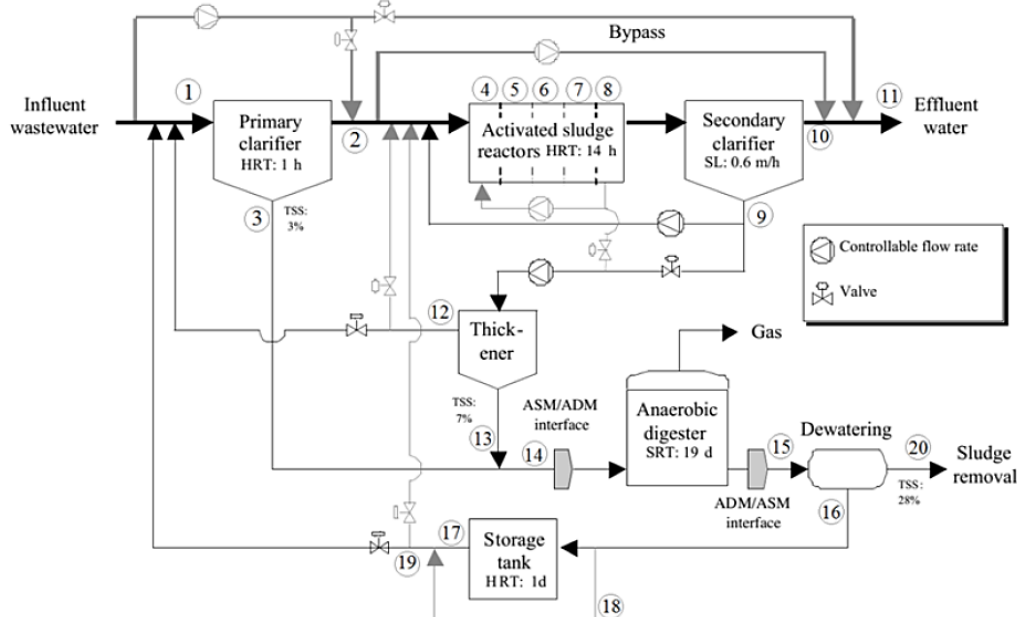 Bypass
Influent
wastewater
1
Primary
clarifier
HRT: 1 h
2
3
TSS:
3%
4
5
6
7
8
Activated sludge
reactors HRT: 14 h
Secondary
clarifier
SL: 0.6 m/h
9
10
11
Effluent
water
Controllable flow rate
Valve
12
Thick-
ener
TSS:
7%
13
ASM/ADM
interface
14
Gas
Anaerobic
digester
SRT: 19 d
ADM/ASM
interface
15
Dewatering
16
20
TSS:
28%
Sludge
removal
Storage
tank
HRT: 1d
17
18
19